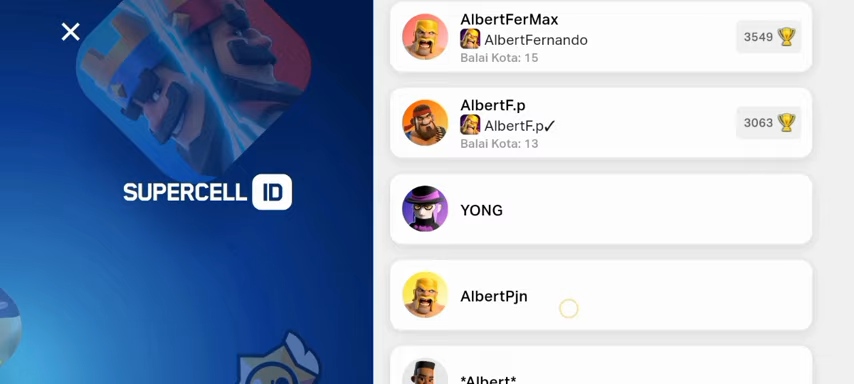 SUPERCELL ID
AlbertFerMax
AlbertFernando
Balai Kota: 15
3549
AlbertF.p
AlbertF.p✓
Balai Kota: 13
3063
YONG
AlbertPjn
*Albert*